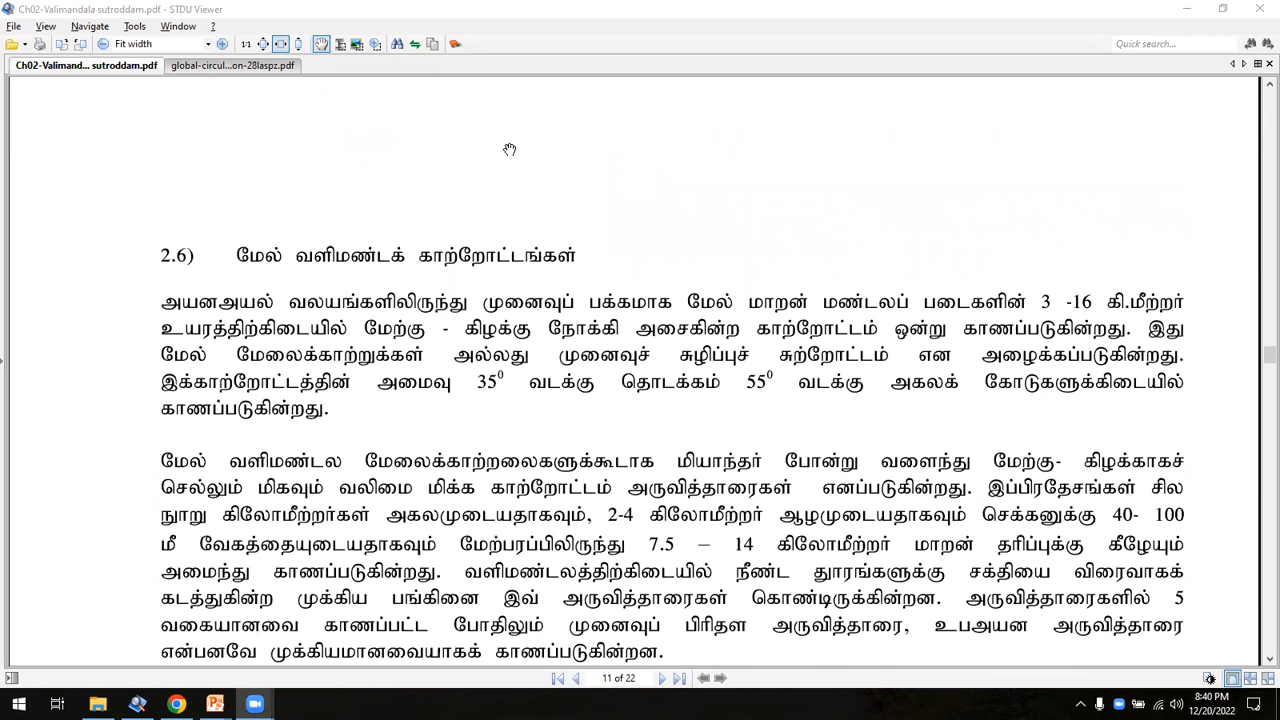 Ch02-Valimandala sutroddam.pdf - STDU Viewer
File View Navigate Tools Window ?
Fit width 1:1 Quick search...
Ch02-Valimand... sutroddam.pdf global-circul...on-28laspz.pdf
2.6) மேல் வளிமண்டக் காற்றோட்டங்கள்
அயனஅயல் வலயங்களிலிருந்து முனைவுப் பக்கமாக மேல் மாறன் மண்டலப் படைகளின் 3 -16 கி.மீற்றர்
உயரத்திற்கிடையில் மேற்கு - கிழக்கு நோக்கி அசைகின்ற காற்றோட்டம் ஒன்று காணப்படுகின்றது. இது
மேல் மேலைக்காற்றுக்கள் அல்லது முனைவுச் சுழிப்புச் சுற்றோட்டம் என அழைக்கப்படுகின்றது.
இக்காற்றோட்டத்தின் அமைவு 35⁰ வடக்கு தொடக்கம் 55⁰ வடக்கு அகலக் கோடுகளுக்கிடையில்
காணப்படுகின்றது.
மேல் வளிமண்டல மேலைக்காற்றலைகளுக்கூடாக மியாந்தர் போன்று வளைந்து மேற்கு- கிழக்காகச்
செல்லும் மிகவும் வலிமை மிக்க காற்றோட்டம் அருவித்தாரைகள் எனப்படுகின்றது. இப்பிரதேசங்கள் சில
நூறு கிலோமீற்றர்கள் அகலமுடையதாகவும், 2-4 கிலோமீற்றர் ஆழமுடையதாகவும் செக்கனுக்கு 40- 100
மீ வேகத்தையுடையதாகவும் மேற்பரப்பிலிருந்து 7.5 – 14 கிலோமீற்றர் மாறன் தரிப்புக்கு கீழேயும்
அமைந்து காணப்படுகின்றது. வளிமண்டலத்திற்கிடையில் நீண்ட தூரங்களுக்கு சக்தியை விரைவாகக்
கடத்துகின்ற முக்கிய பங்கினை இவ் அருவித்தாரைகள் கொண்டிருக்கின்றன. அருவித்தாரைகளில் 5
வகையானவை காணப்பட்ட போதிலும் முனைவுப் பிரிதள அருவித்தாரை, உபஅயன அருவித்தாரை
என்பனவே முக்கியமானவையாகக் காணப்படுகின்றன.
11 of 22
8:40 PM
12/20/2022